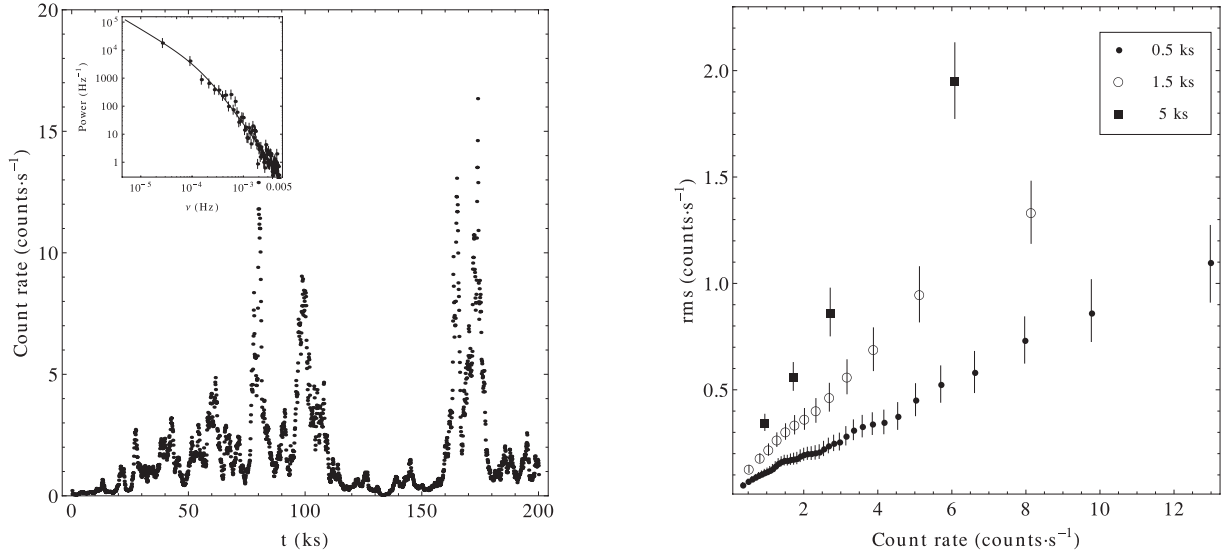 20
15
10
5
0
Count rate (counts·s⁻¹)
0 50 100 150 200
t (ks)
10⁵
10⁴
1000
100
10
1
Power (Hz⁻¹)
10⁻⁵ 10⁻⁴ 10⁻³ 0.005
ν (Hz)
2.0
1.5
1.0
0.5
rms (counts·s⁻¹)
2 4 6 8 10 12
Count rate (counts·s⁻¹)
0.5 ks
1.5 ks
5 ks